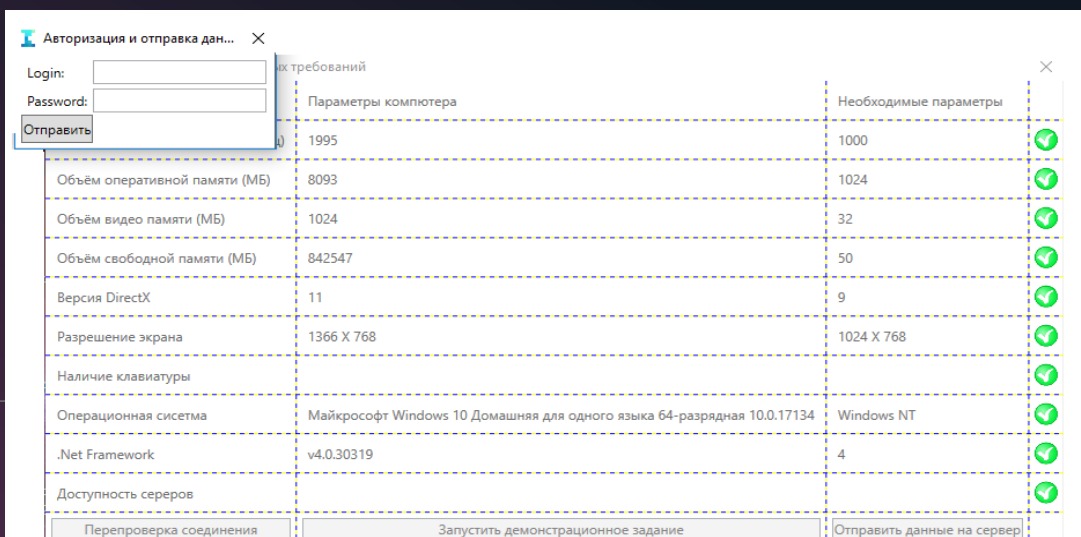 Авторизация и отправка дан...
Login:
Password:
Отправить
требований
Параметры компютера
Необходимые параметры
1995
1000
Объём оперативной памяти (МБ)
8093
1024
Объём видео памяти (МБ)
1024
32
Объём свободной памяти (МБ)
842547
50
Версия DirectX
11
9
Разрешение экрана
1366 X 768
1024 X 768
Наличие клавиатуры
Операционная сисетма
Майкрософт Windows 10 Домашняя для одного языка 64-разрядная 10.0.17134
Windows NT
.Net Framework
v4.0.30319
4
Доступность сереров
Перепроверка соединения
Запустить демонстрационное задание
Отправить данные на сервер